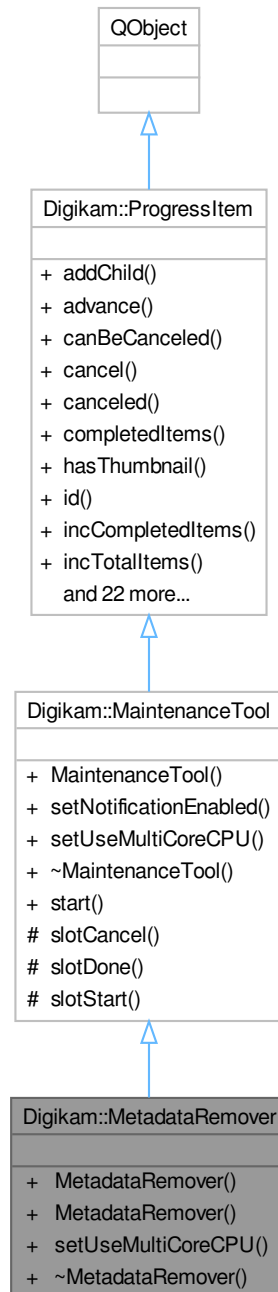 QObject
Digikam::ProgressItem
+ addChild()
+ advance()
+ canBeCanceled()
+ cancel()
+ canceled()
+ completedItems()
+ hasThumbnail()
+ id()
+ incCompletedItems()
+ incTotalItems()
and 22 more...
Digikam::MaintenanceTool
+ MaintenanceTool()
+ setNotificationEnabled()
+ setUseMultiCoreCPU()
+ ~MaintenanceTool()
+ start()
# slotCancel()
# slotDone()
# slotStart()
Digikam::MetadataRemover
+ MetadataRemover()
+ MetadataRemover()
+ setUseMultiCoreCPU()
+ ~MetadataRemover()